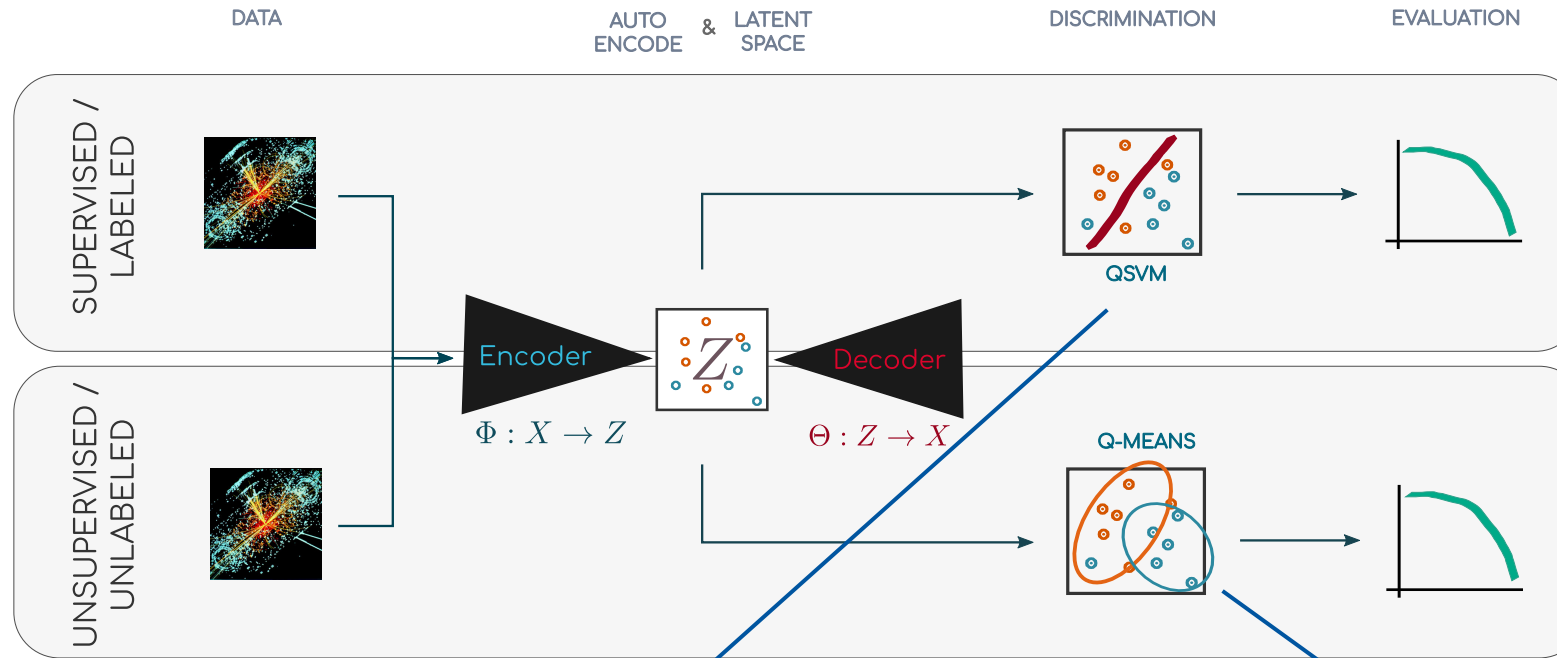 DATA
AUTO
ENCODE
&
LATENT
SPACE
DISCRIMINATION
EVALUATION
SUPERVISED /
LABELED
QSVM
Encoder
Z
Decoder
Φ : X → Z
Θ : Z → X
UNSUPERVISED /
UNLABELED
Q-MEANS